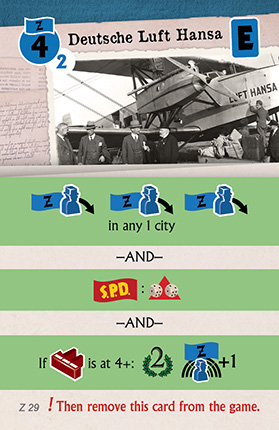 Z
4
2
Deutsche Luft Hansa
E
LUFT HANSA
Z Z Z
in any 1 city
—AND—
S.P.D. :
—AND—
If is at 4+: 2 Z +1
Z 29 ! Then remove this card from the game.